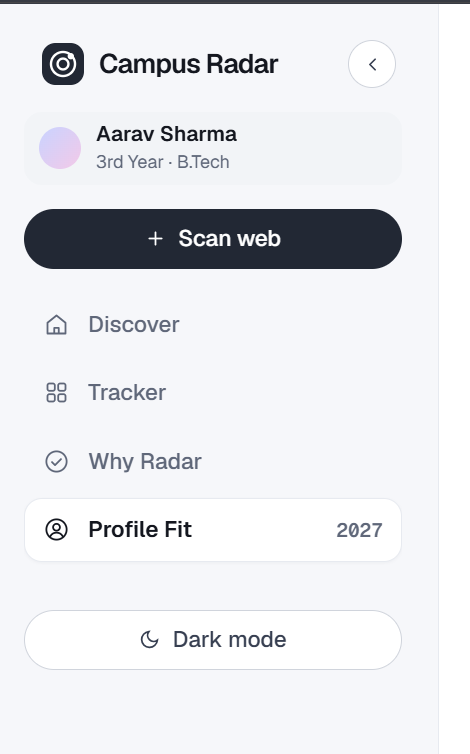 Campus Radar
Aarav Sharma
3rd Year · B.Tech
Scan web
Discover
Tracker
Why Radar
Profile Fit 2027
Dark mode